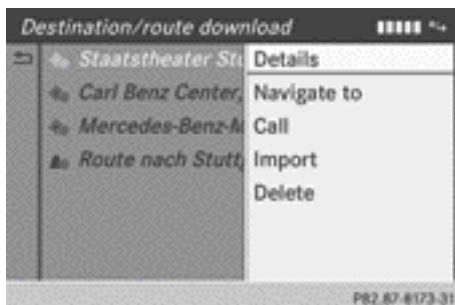 Destination/route download
Staatstheater Stu
Details
Carl Benz Center,
Navigate to
Mercedes-Benz-M
Call
Route nach Stutt
Import
Delete
P82.87-8173-31